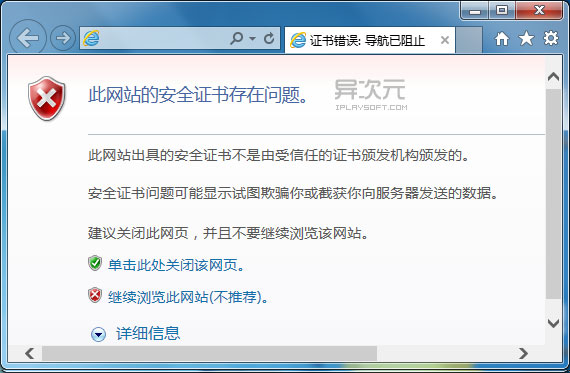 证书错误: 导航已阻止
此网站的安全证书存在问题。
异次元
IPLAYSOFT.COM
此网站出具的安全证书不是由受信任的证书颁发机构颁发的。
安全证书问题可能显示试图欺骗你或截获你向服务器发送的数据。
建议关闭此网页，并且不要继续浏览该网站。
单击此处关闭该网页。
继续浏览此网站(不推荐)。
详细信息